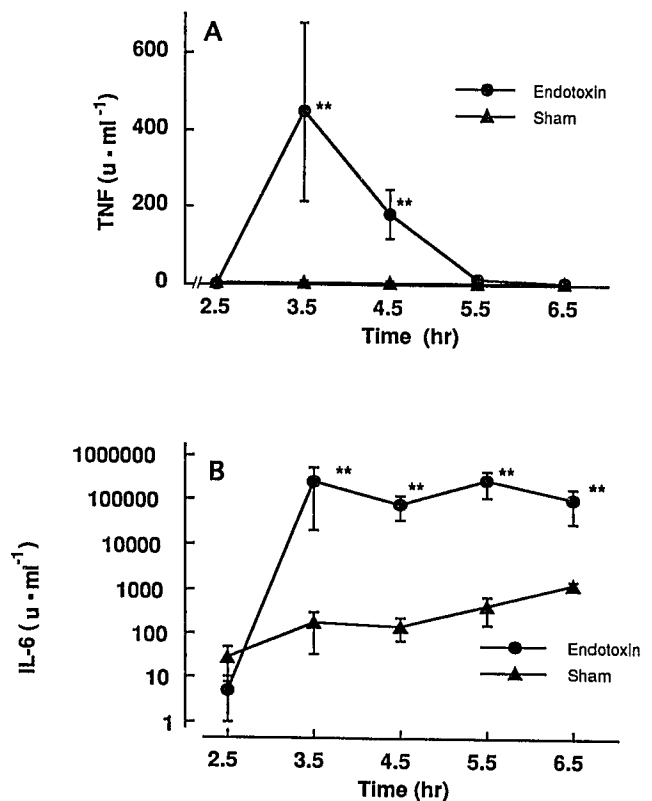 A
600
400
200
0
TNF (u • ml -1)
Endotoxin
Sham
**
**
2.5 3.5 4.5 5.5 6.5
Time (hr)
B
1000000
100000
10000
1000
100
10
1
IL-6 (u • ml -1)
** ** ** **
Endotoxin
Sham
2.5 3.5 4.5 5.5 6.5
Time (hr)